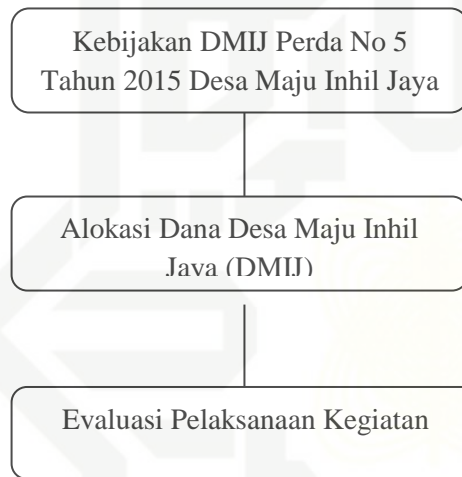 Kebijakan DMIJ Perda No 5
Tahun 2015 Desa Maju Inhil Jaya
Alokasi Dana Desa Maju Inhil
Jaya (DMIJ)
Evaluasi Pelaksanaan Kegiatan